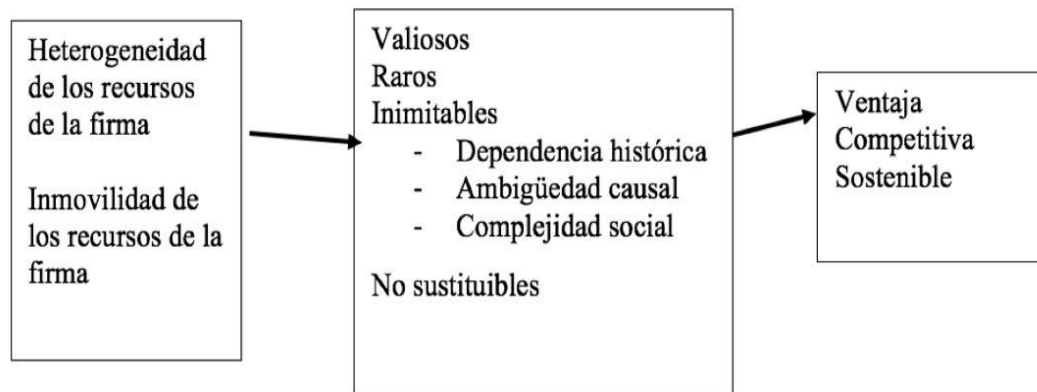 Heterogeneidad
de los recursos
de la firma
Inmovilidad de
los recursos de la
firma
Valiosos
Raros
Inimitables
- Dependencia histórica
- Ambigüedad causal
- Complejidad social
No sustituibles
Ventaja
Competitiva
Sostenible